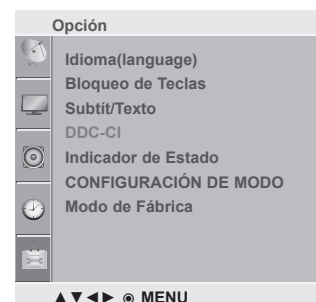 Opción
Idioma(language)
Bloqueo de Teclas
Subtít/Texto
DDC-CI
Indicador de Estado
CONFIGURACIÓN DE MODO
Modo de Fábrica
▲▼◄► ◉ MENU